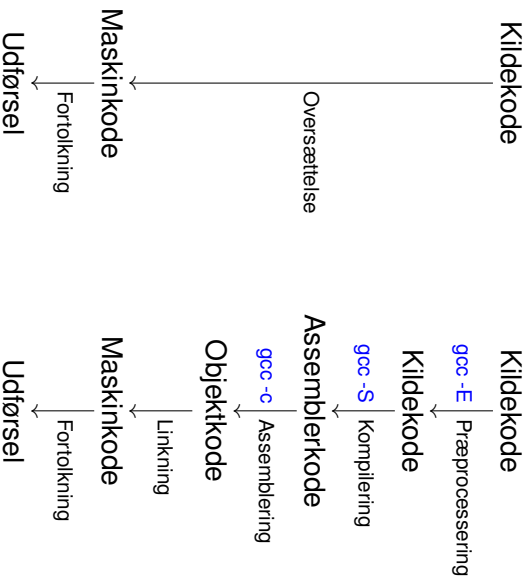 Kildekode
Oversættelse
Maskinkode
Fortolkning
Udførsel
Kildekode
gcc -E Præprocessering
Kildekode
gcc -S Kompilering
Assemblerkode
gcc -c Assemblering
Objektkode
Linkning
Maskinkode
Fortolkning
Udførsel